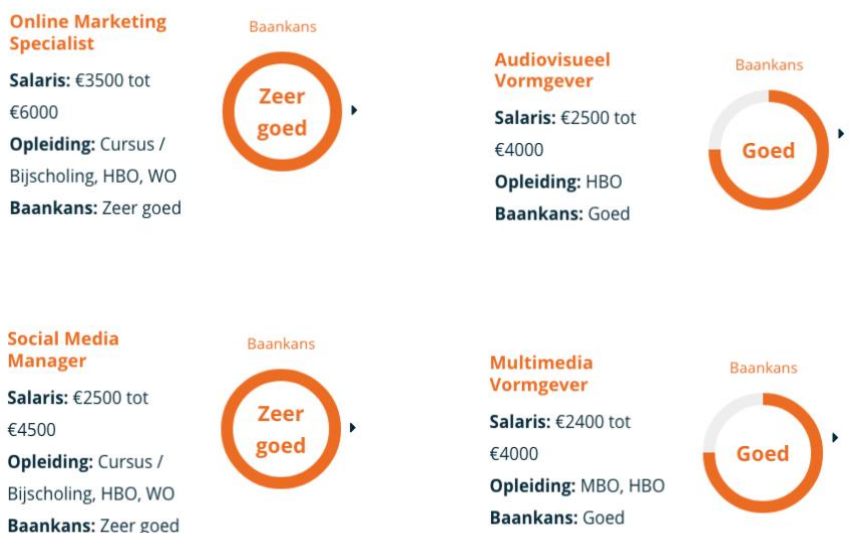 Online Marketing
Specialist
Salaris: €3500 tot
€6000
Opleiding: Cursus /
Bijscholing, HBO, WO
Baankans: Zeer goed
Baankans
Zeer
goed
Audiovisueel
Vormgever
Salaris: €2500 tot
€4000
Opleiding: HBO
Baankans: Goed
Baankans
Goed
Social Media
Manager
Salaris: €2500 tot
€4500
Opleiding: Cursus /
Bijscholing, HBO, WO
Baankans: Zeer goed
Baankans
Zeer
goed
Multimedia
Vormgever
Salaris: €2400 tot
€4000
Opleiding: MBO, HBO
Baankans: Goed
Baankans
Goed